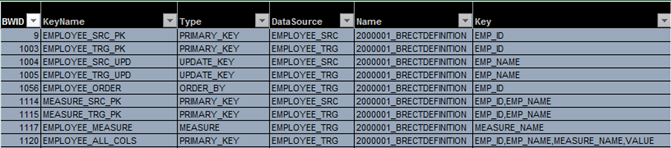 BWID KeyName Type DataSource Name Key
9 EMPLOYEE_SRC_PK PRIMARY_KEY EMPLOYEE_SRC 2000001_BRECTDEFINITION EMP_ID
1003 EMPLOYEE_TRG_PK PRIMARY_KEY EMPLOYEE_TRG 2000001_BRECTDEFINITION EMP_ID
1004 EMPLOYEE_SRC_UPD UPDATE_KEY EMPLOYEE_SRC 2000001_BRECTDEFINITION EMP_NAME
1005 EMPLOYEE_TRG_UPD UPDATE_KEY EMPLOYEE_TRG 2000001_BRECTDEFINITION EMP_NAME
1056 EMPLOYEE_ORDER ORDER_BY EMPLOYEE_TRG 2000001_BRECTDEFINITION EMP_ID
1114 MEASURE_SRC_PK PRIMARY_KEY EMPLOYEE_SRC 2000001_BRECTDEFINITION EMP_ID,EMP_NAME
1115 MEASURE_TRG_PK PRIMARY_KEY EMPLOYEE_TRG 2000001_BRECTDEFINITION EMP_ID,EMP_NAME
1117 EMPLOYEE_MEASURE MEASURE EMPLOYEE_TRG 2000001_BRECTDEFINITION MEASURE_NAME
1120 EMPLOYEE_ALL_COLS PRIMARY_KEY EMPLOYEE_TRG 2000001_BRECTDEFINITION EMP_ID,EMP_NAME,MEASURE_NAME,VALUE